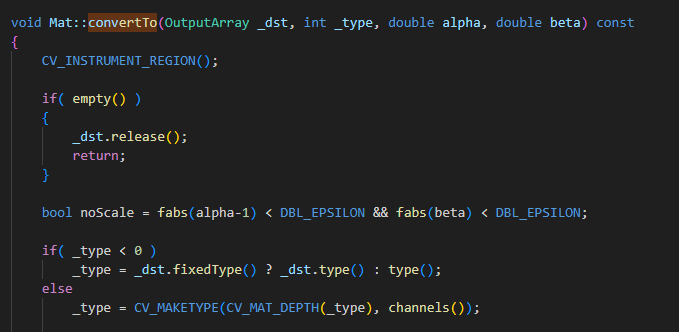 void Mat::convertTo(OutputArray _dst, int _type, double alpha, double beta) const
{
    CV_INSTRUMENT_REGION();

    if( empty() )
    {
        _dst.release();
        return;
    }

    bool noScale = fabs(alpha-1) < DBL_EPSILON && fabs(beta) < DBL_EPSILON;

    if( _type < 0 )
        _type = _dst.fixedType() ? _dst.type() : type();
    else
        _type = CV_MAKETYPE(CV_MAT_DEPTH(_type), channels());